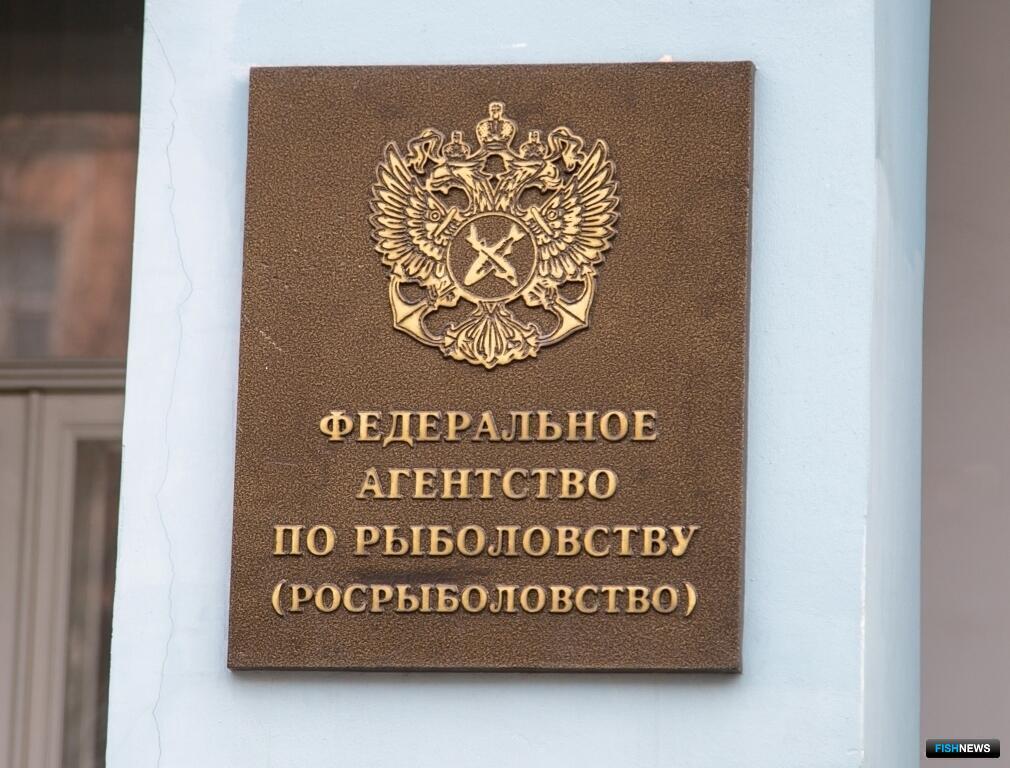 ФЕДЕРАЛЬНОЕ
АГЕНТСТВО
ПО РЫБОЛОВСТВУ
(РОСРЫБОЛОВСТВО)
FISHNEWS